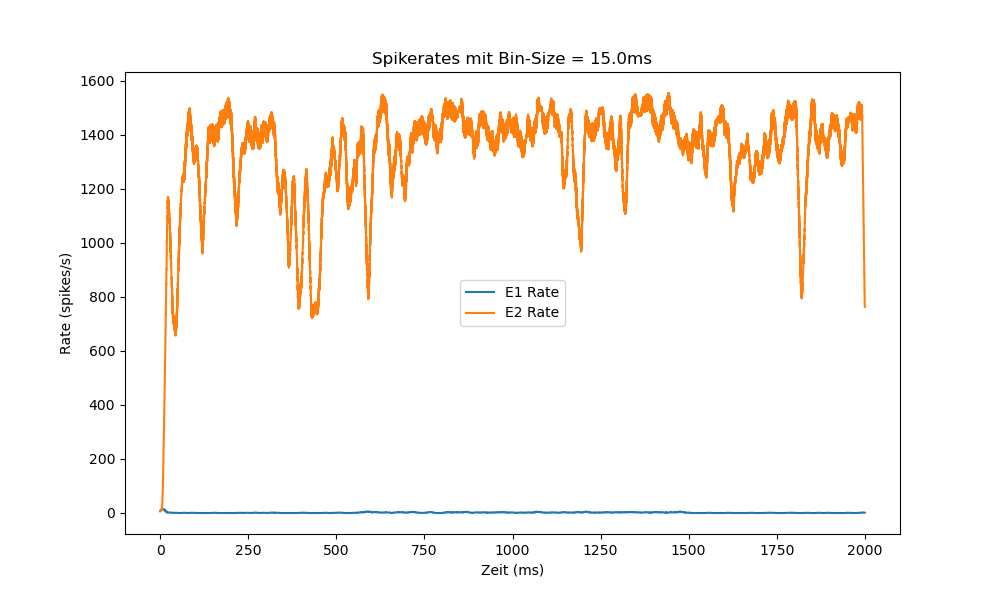 Spikerates mit Bin-Size = 15.0ms
1600
1400
1200
1000
800
600
400
200
0
Rate (spikes/s)
E1 Rate
E2 Rate
0 250 500 750 1000 1250 1500 1750 2000
Zeit (ms)